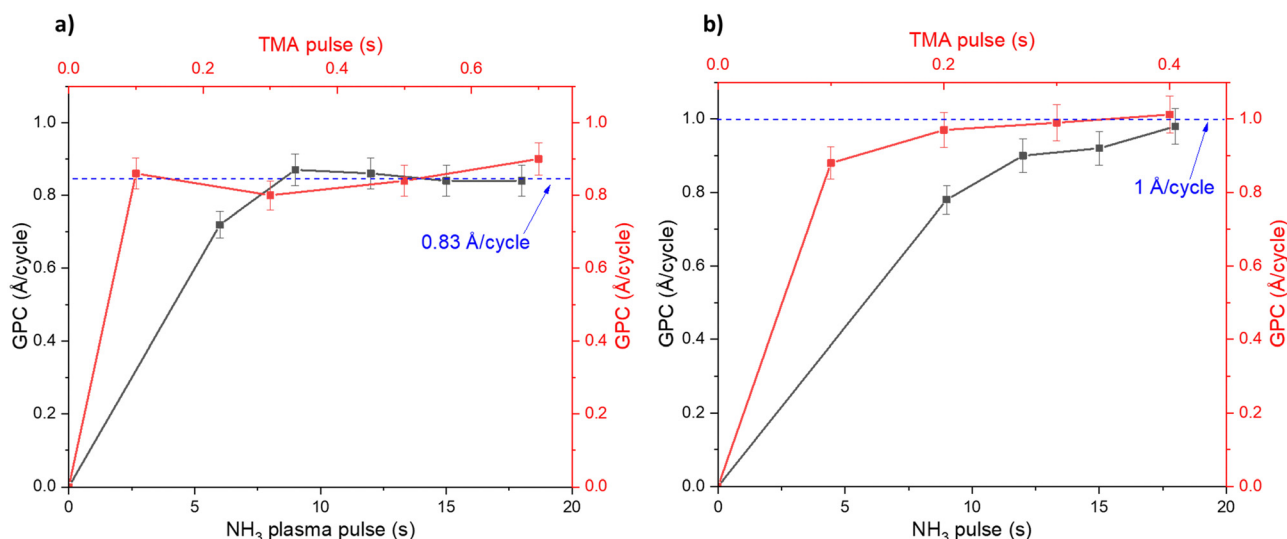 a)
TMA pulse (s)
0.0 0.2 0.4 0.6
1.0 1.0
0.8 0.8
0.6 0.6
0.4 0.4
0.2 0.2
0.0 0.0
GPC (Å/cycle)
GPC (Å/cycle)
0.83 Å/cycle
0 5 10 15 20
NH₃ plasma pulse (s)
b)
TMA pulse (s)
0.0 0.2 0.4
1.0 1.0
0.8 0.8
0.6 0.6
0.4 0.4
0.2 0.2
0.0 0.0
GPC (Å/cycle)
GPC (Å/cycle)
1 Å/cycle
0 5 10 15 20
NH₃ pulse (s)